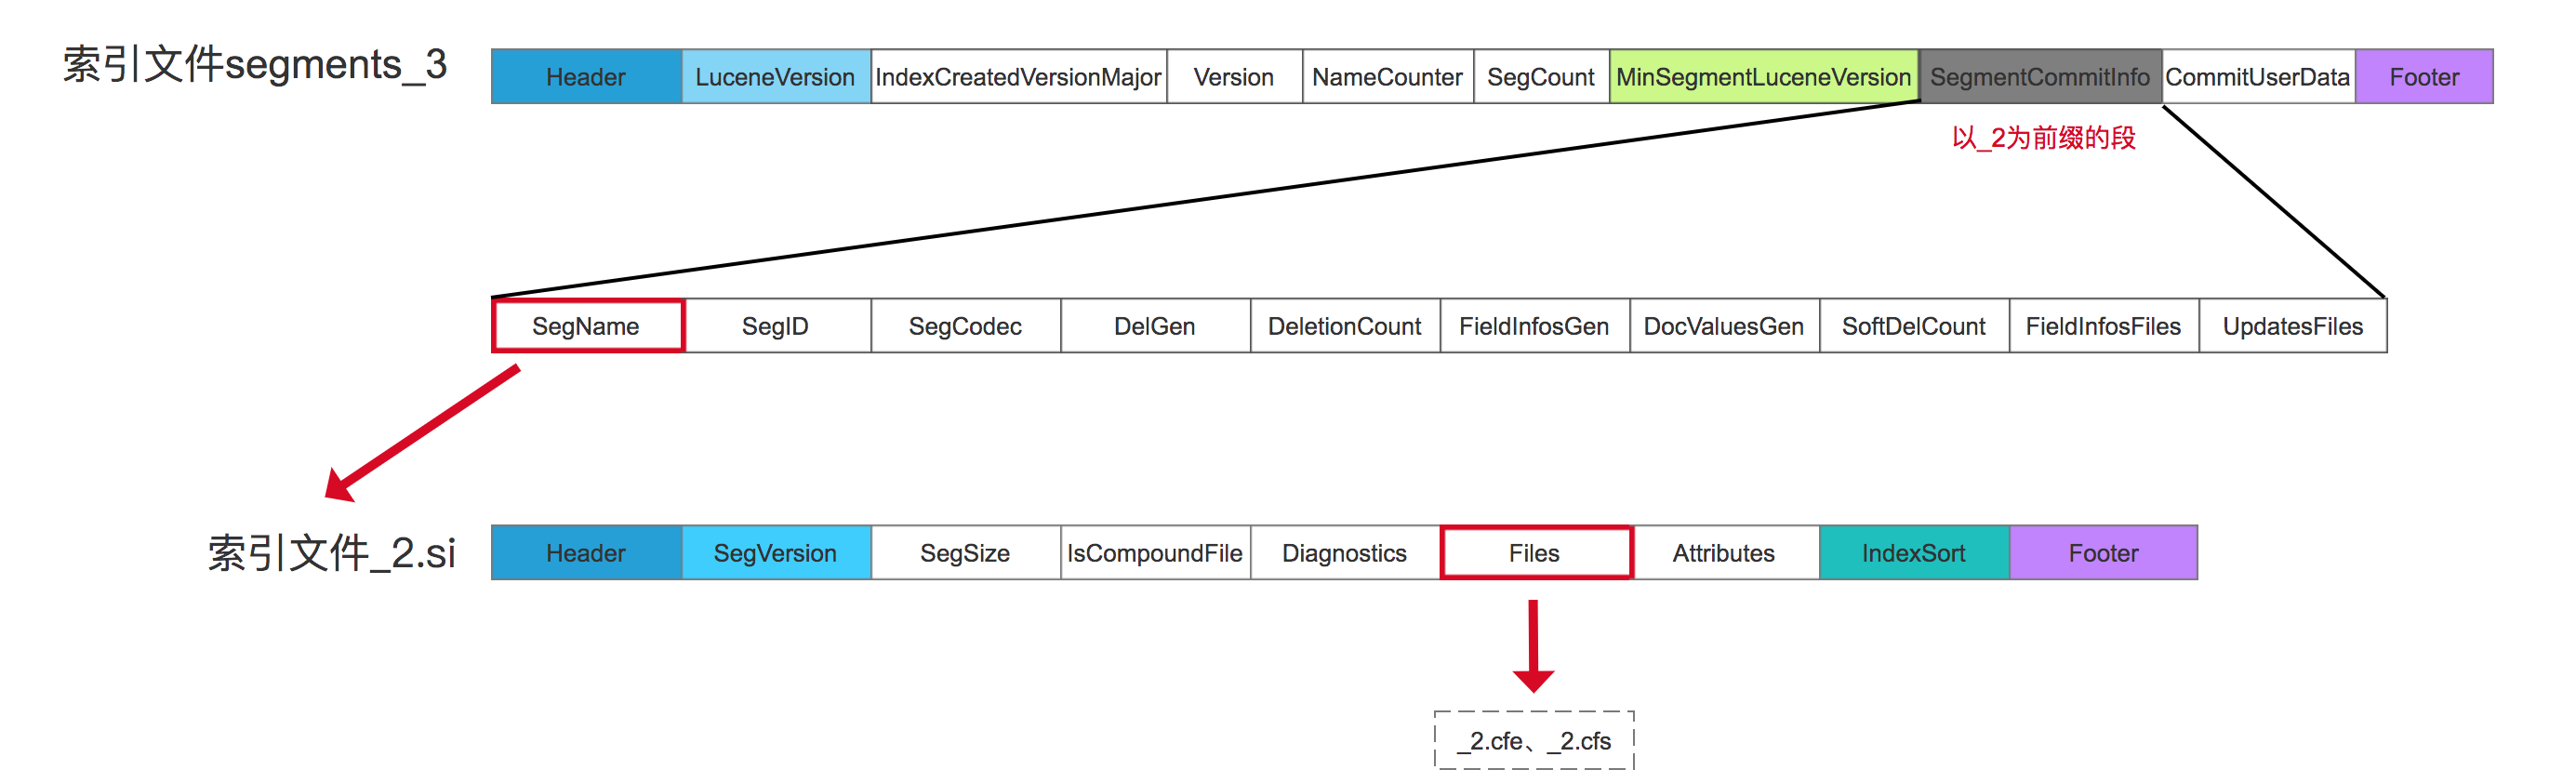 索引文件segments_3
Header LuceneVersion IndexCreatedVersionMajor Version NameCounter SegCount MinSegmentLuceneVersion SegmentCommitInfo CommitUserData Footer
以_2为前缀的段
SegName SegID SegCodec DelGen DeletionCount FieldInfosGen DocValuesGen SoftDelCount FieldInfosFiles UpdatesFiles
索引文件_2.si
Header SegVersion SegSize IsCompoundFile Diagnostics Files Attributes IndexSort Footer
_2.cfe、_2.cfs